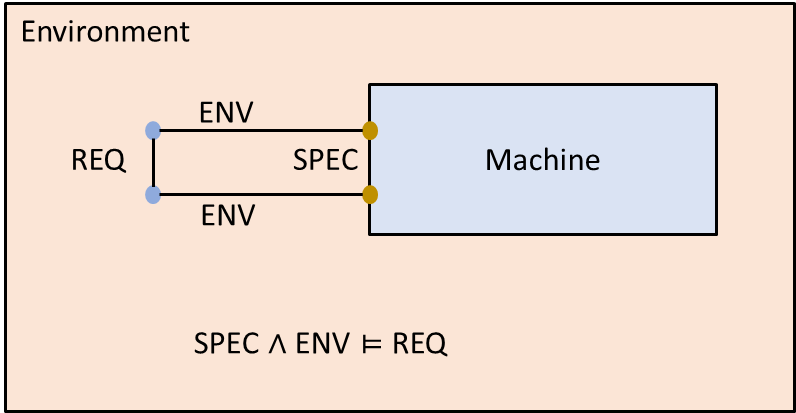 Environment
ENV
REQ
SPEC
Machine
ENV
SPEC ∧ ENV ⊨ REQ